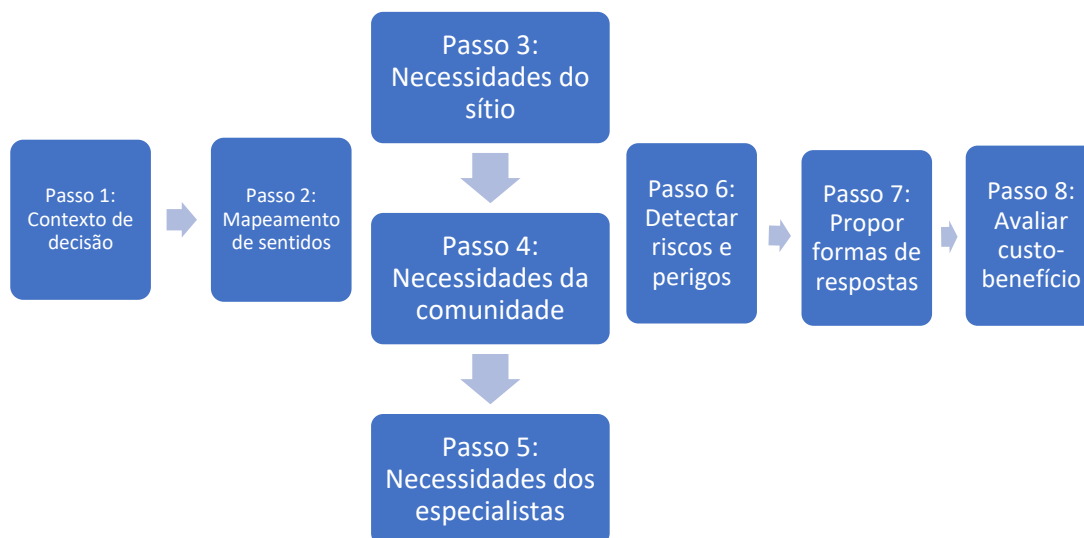 Passo 1:
Contexto de
decisão
Passo 2:
Mapeamento
de sentidos
Passo 3:
Necessidades do
sítio
Passo 4:
Necessidades da
comunidade
Passo 5:
Necessidades dos
especialistas
Passo 6:
Detectar
riscos e
perigos
Passo 7:
Propor
formas de
respostas
Passo 8:
Avaliar
custo-
benefício